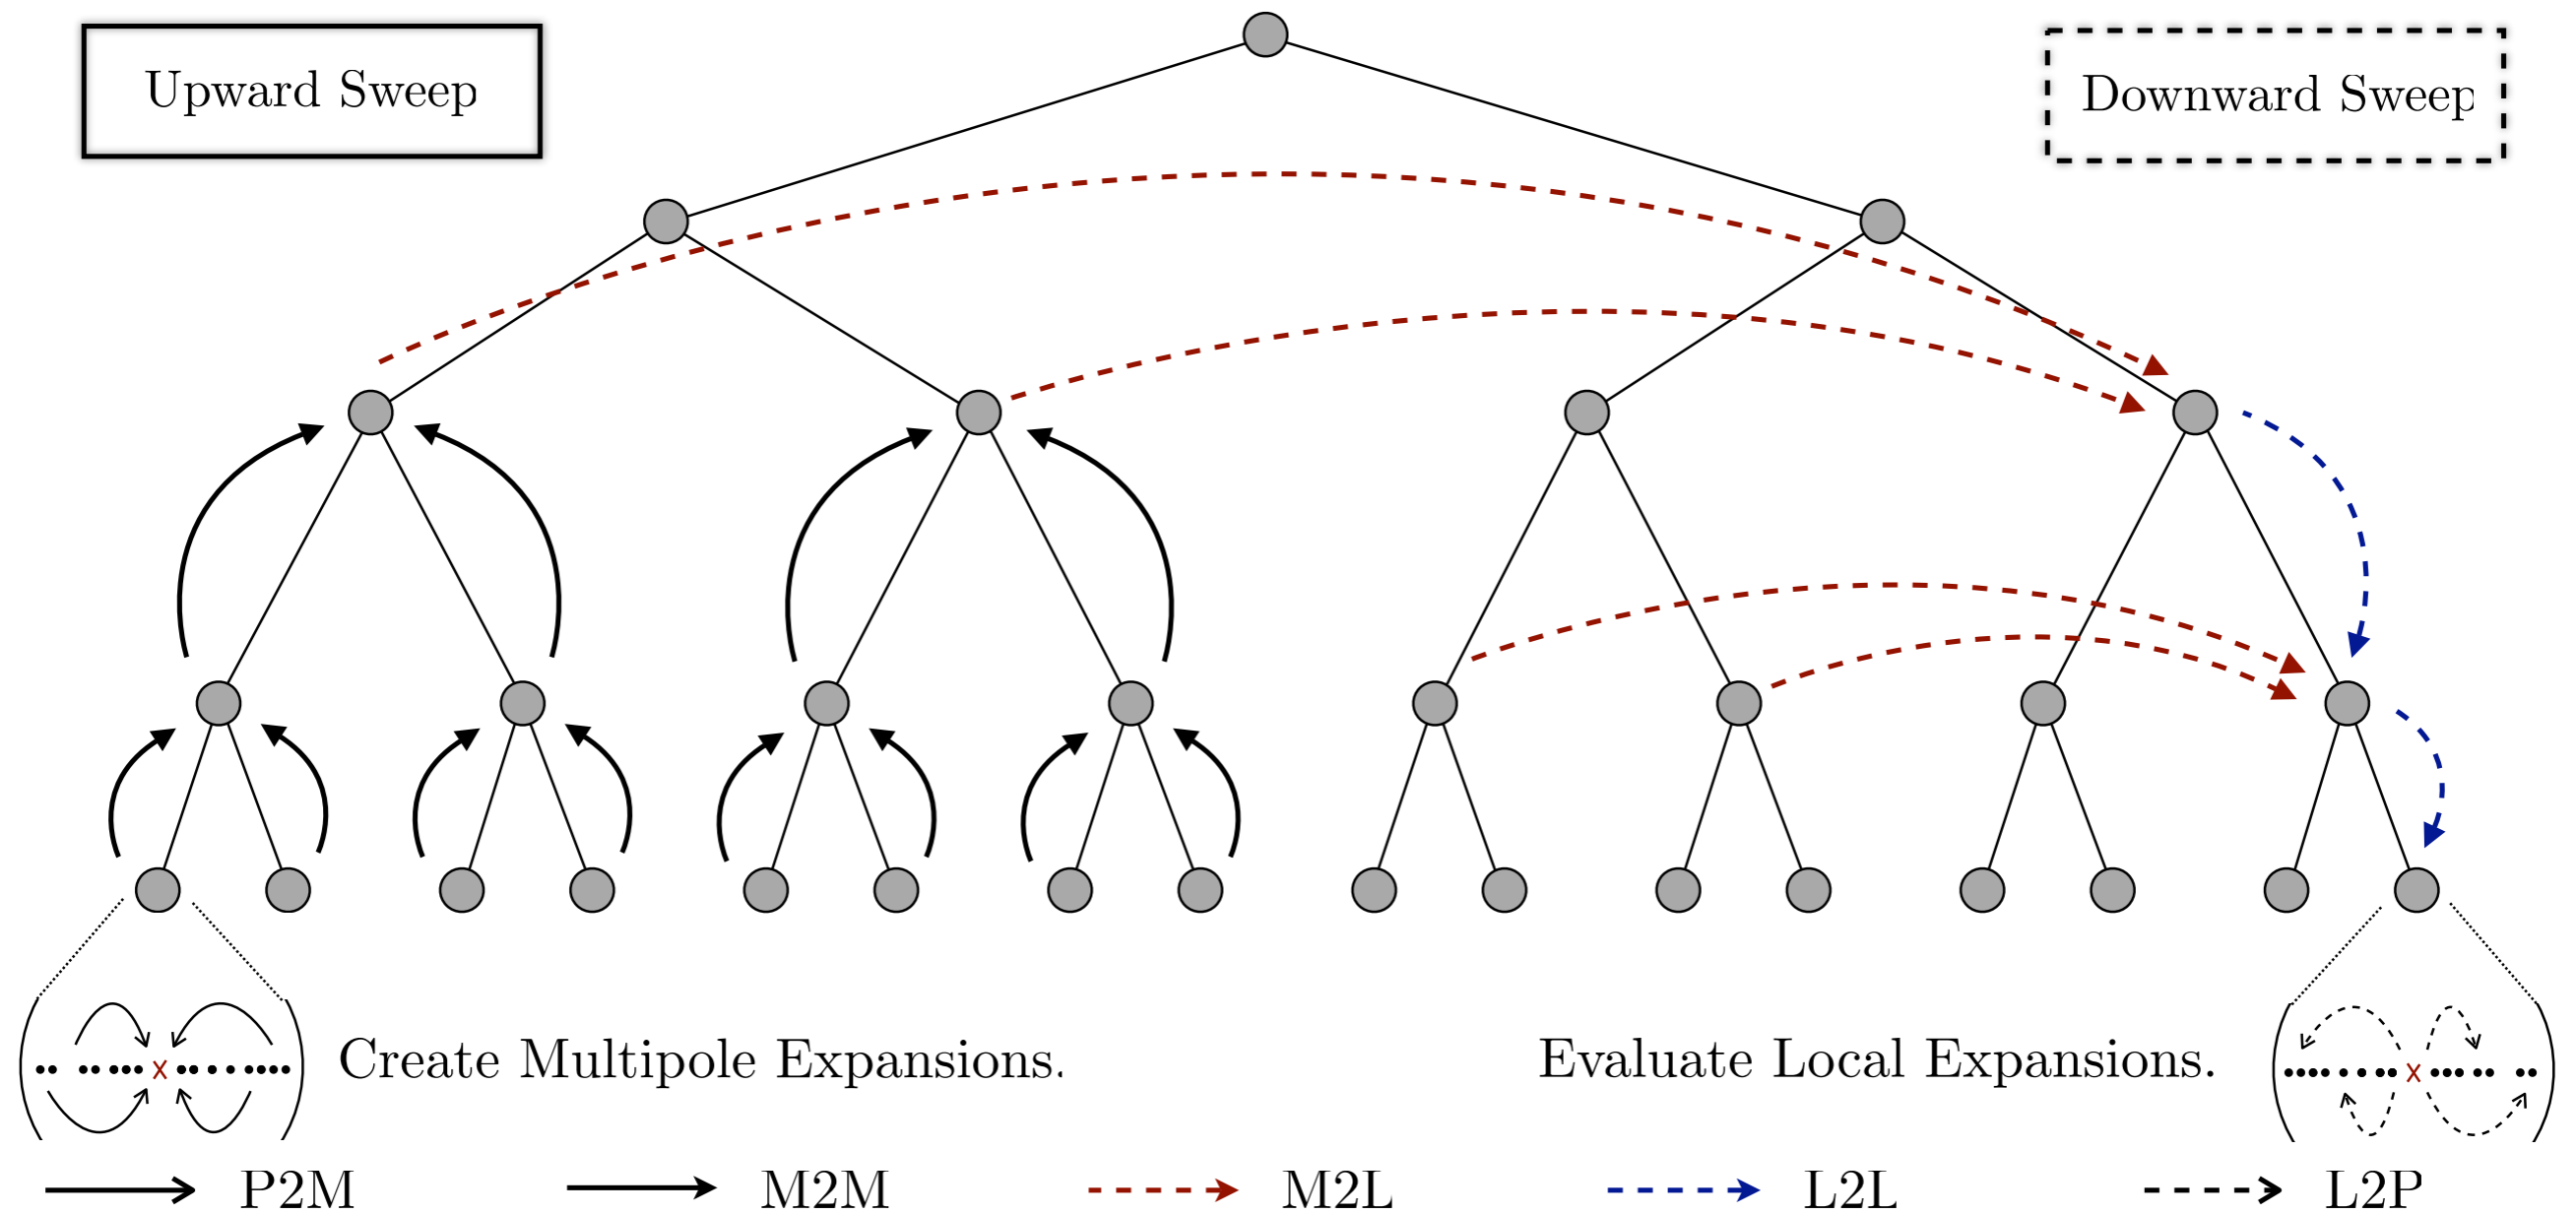 Upward Sweep
Downward Sweep
x
x
Create Multipole Expansions.
Evaluate Local Expansions.
P2M
M2M
M2L
L2L
L2P